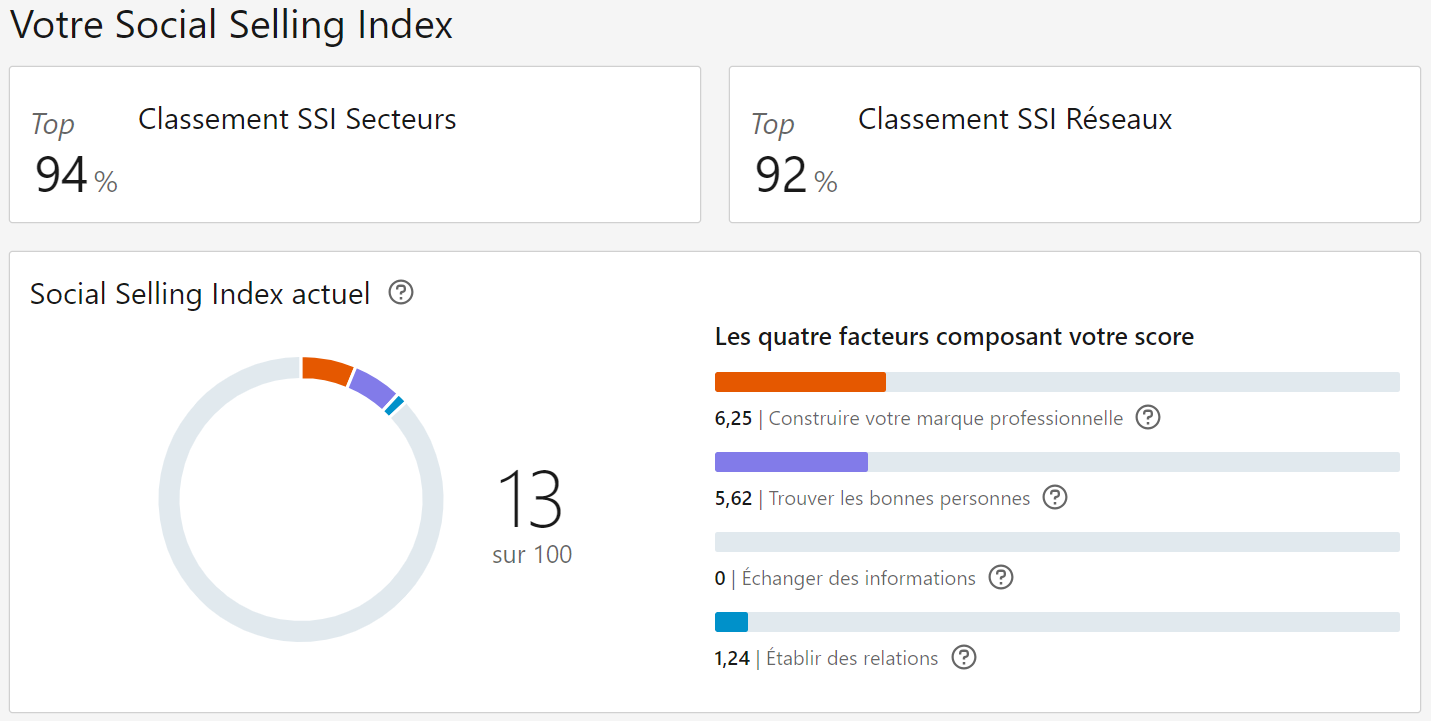 Votre Social Selling Index
Top
Classement SSI Secteurs
94 %
Top
Classement SSI Réseaux
92 %
Social Selling Index actuel ?
13
sur 100
Les quatre facteurs composant votre score
6,25 | Construire votre marque professionnelle ?
5,62 | Trouver les bonnes personnes ?
0 | Échanger des informations ?
1,24 | Établir des relations ?